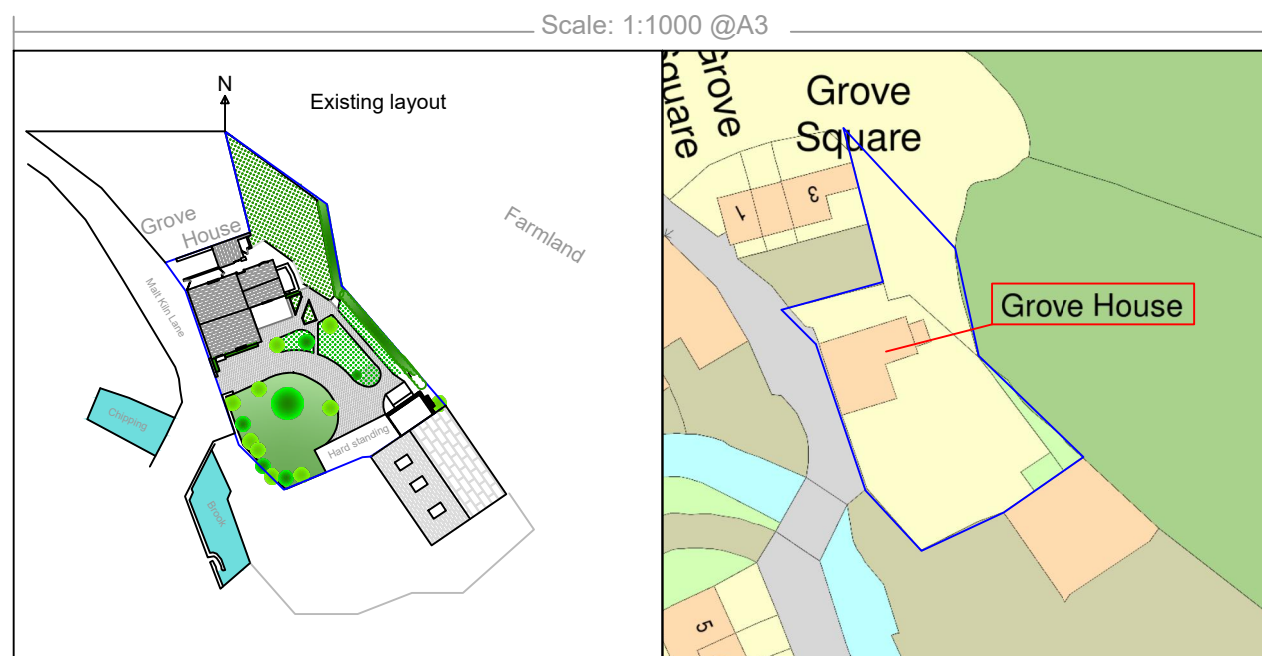 Scale: 1:1000 @A3
N
Existing layout
Grove
House
Farmland
Malt Kiln Lane
Chipping
Brook
Hard standing
Square
Grove
Grove
Square
1
3
Grove House
5